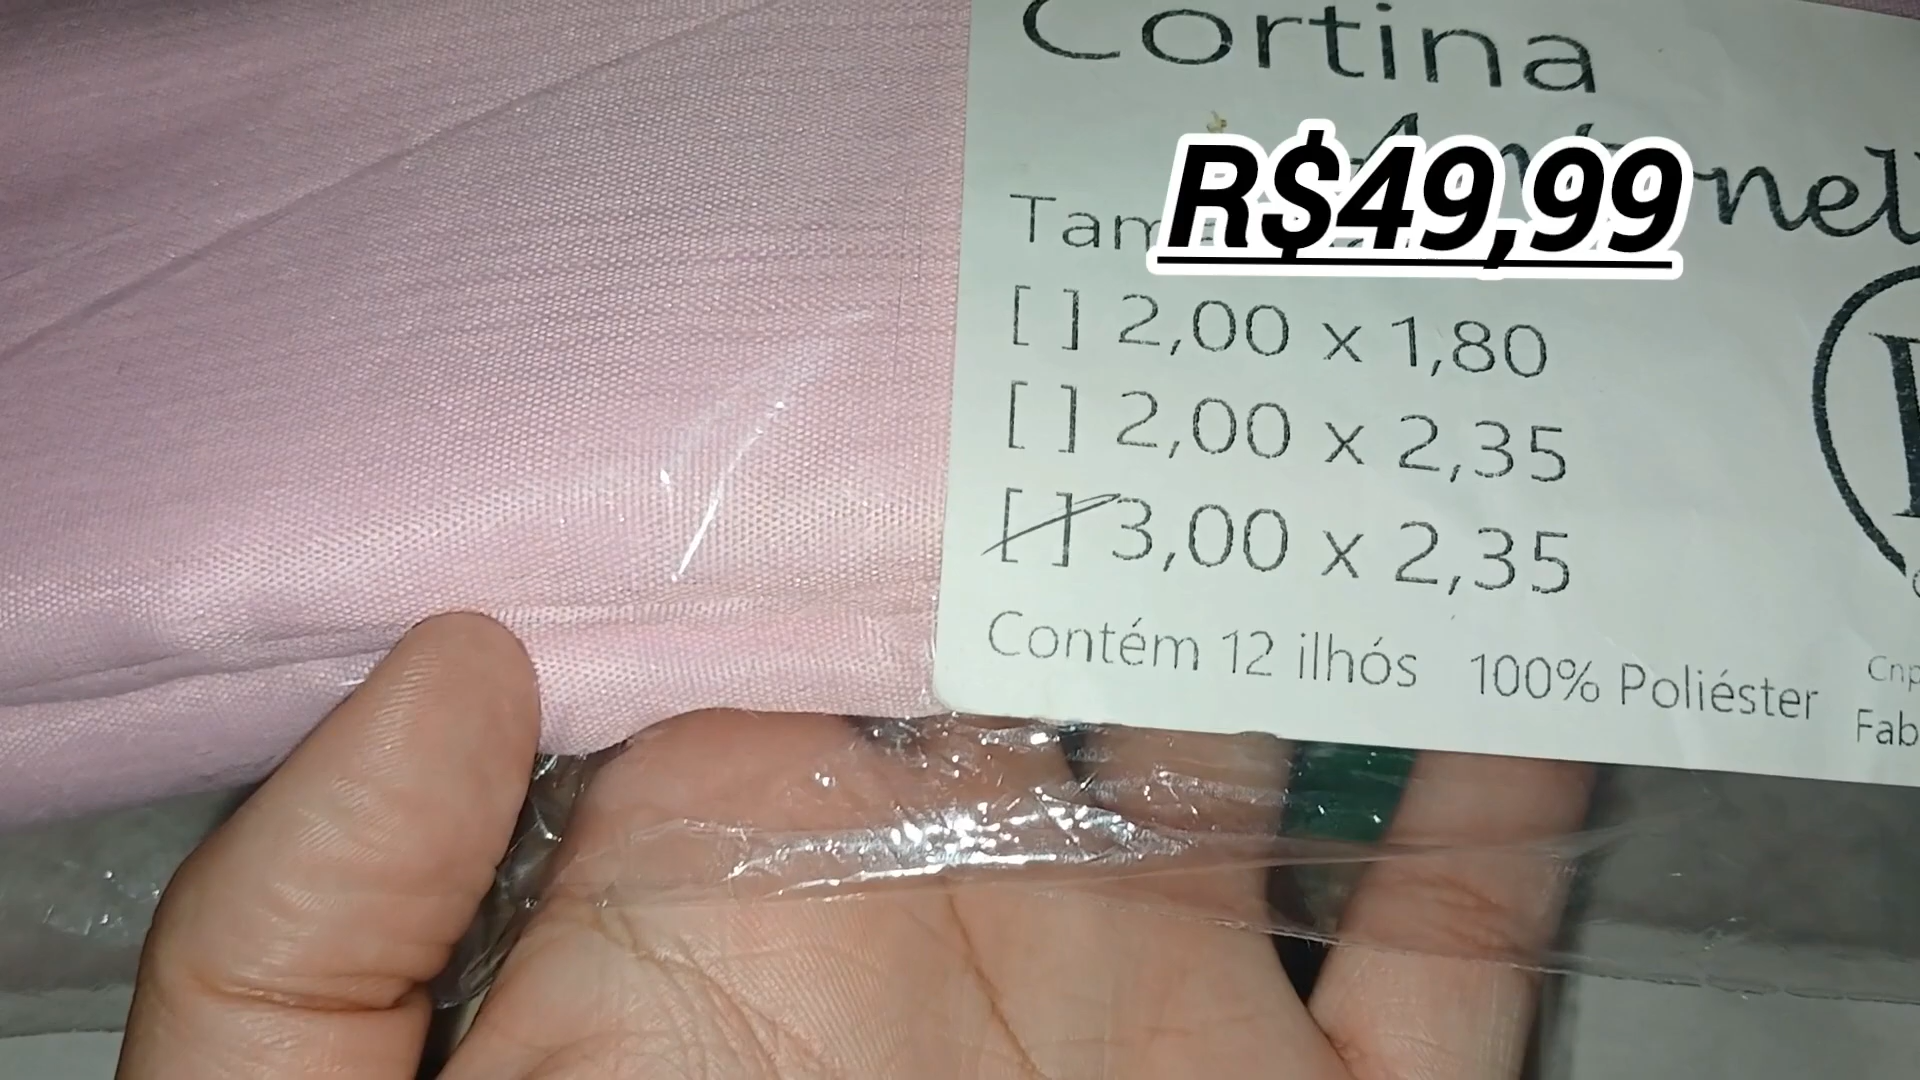 Cortina
R$49,99
[ ] 2,00 x 1,80
[ ] 2,00 x 2,35
[ ] 3,00 x 2,35
Contém 12 ilhós 100% Poliéster